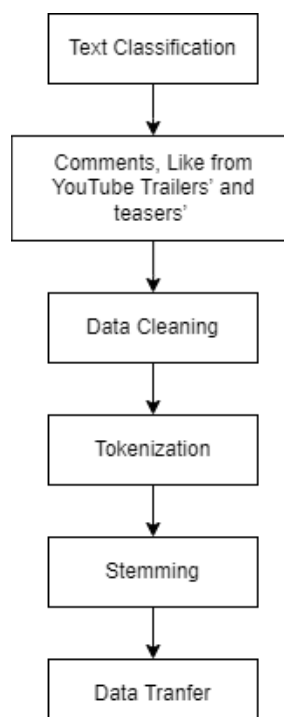 Text Classification
Comments, Like from
YouTube Trailers' and
teasers'
Data Cleaning
Tokenization
Stemming
Data Tranfer